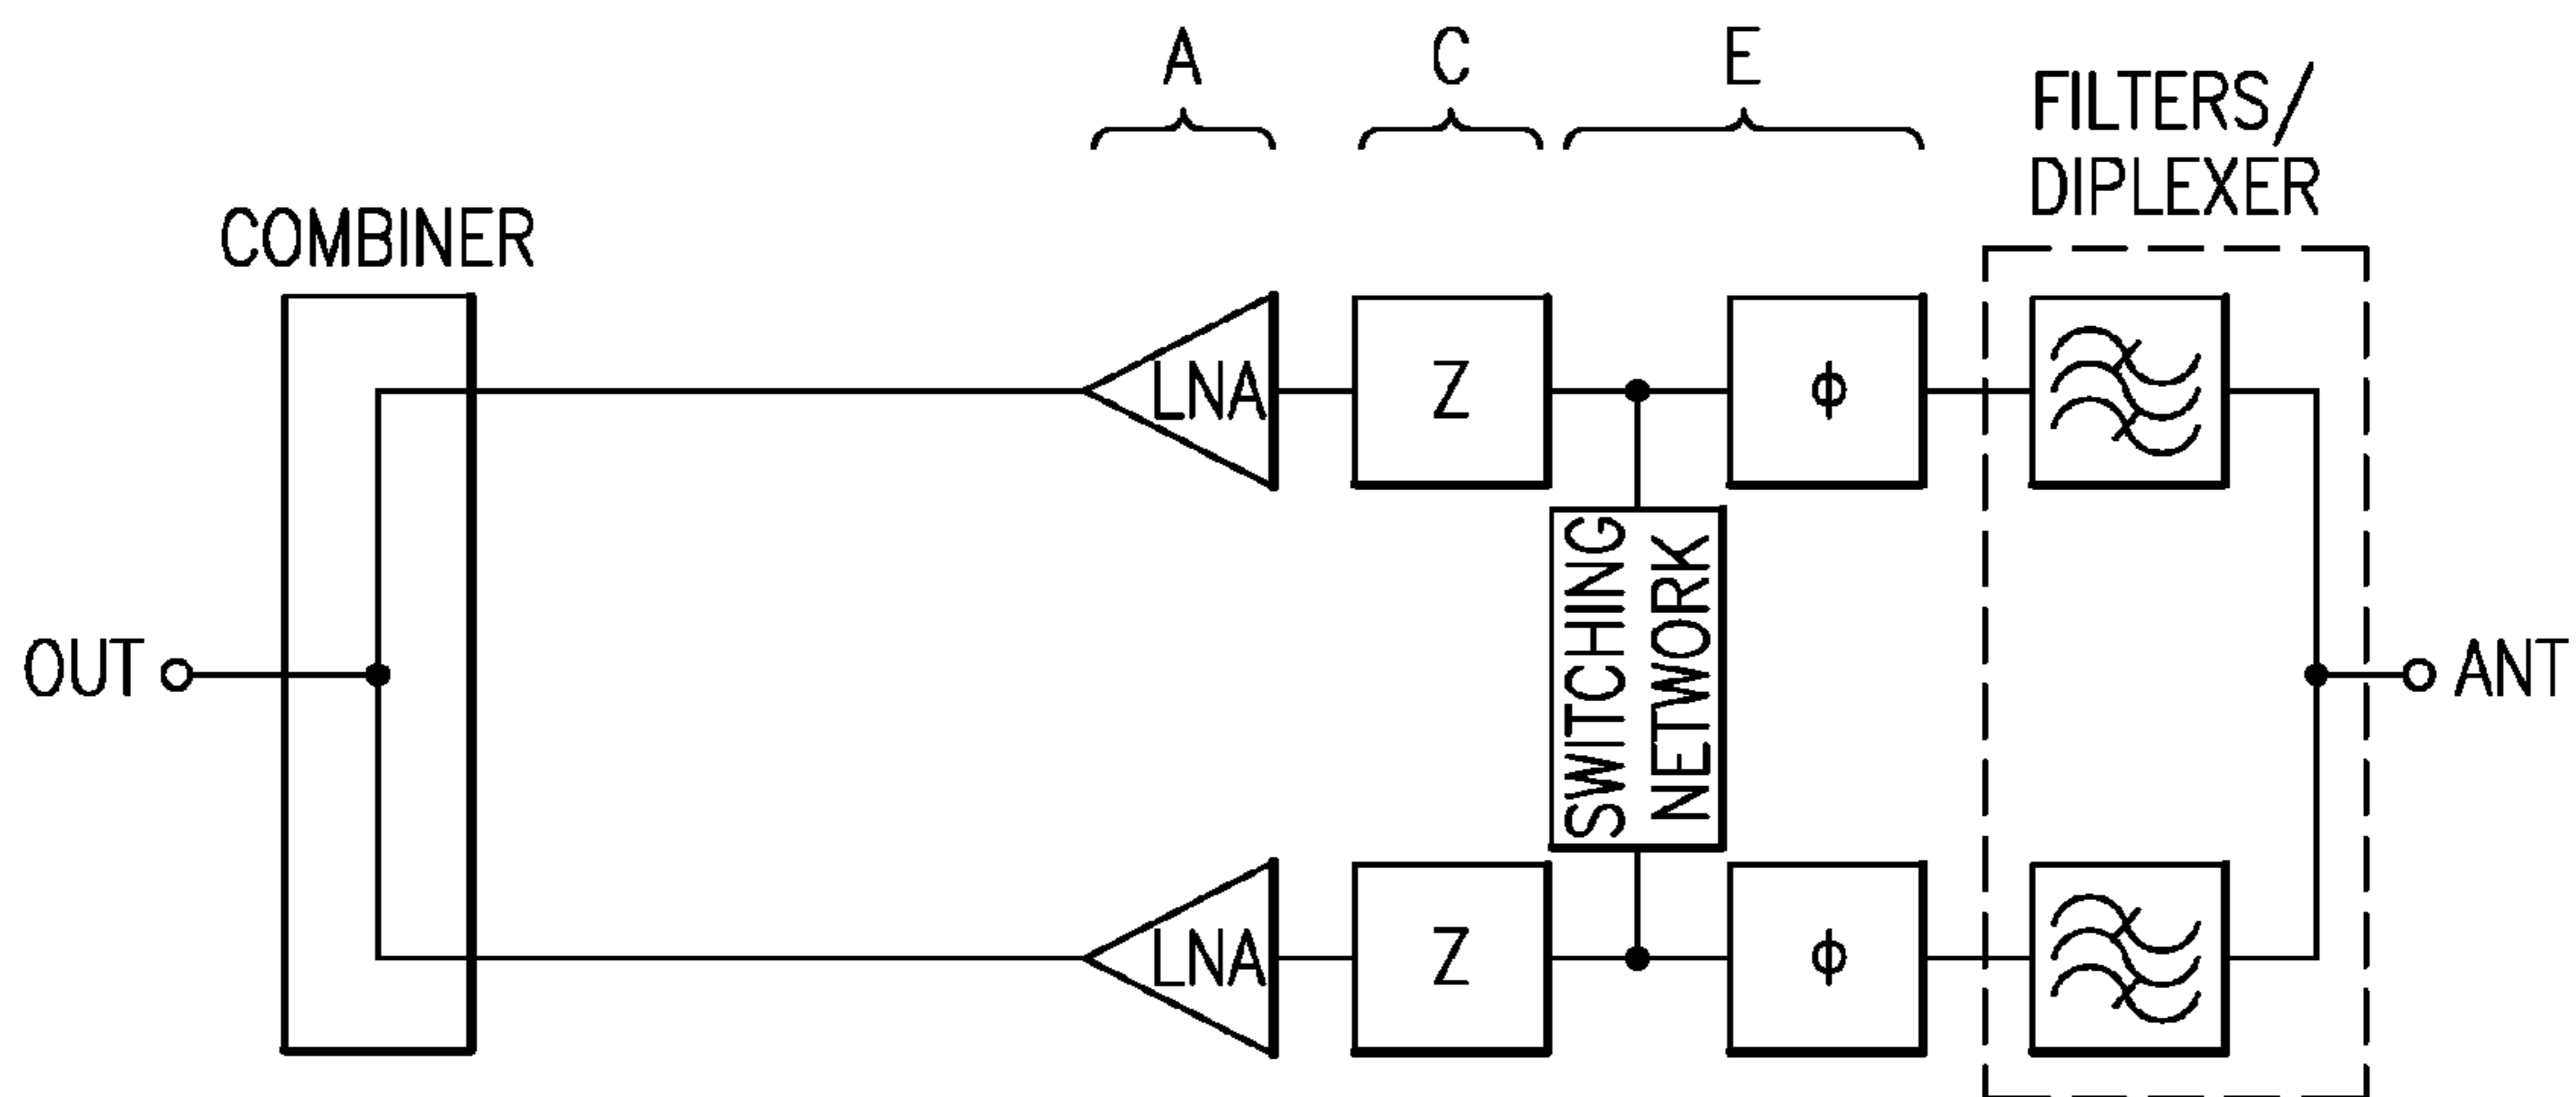 A
C
E
FILTERS/
DIPLEXER
COMBINER
LNA
Z
ϕ
SWITCHING
NETWORK
OUT
ANT
LNA
Z
ϕ